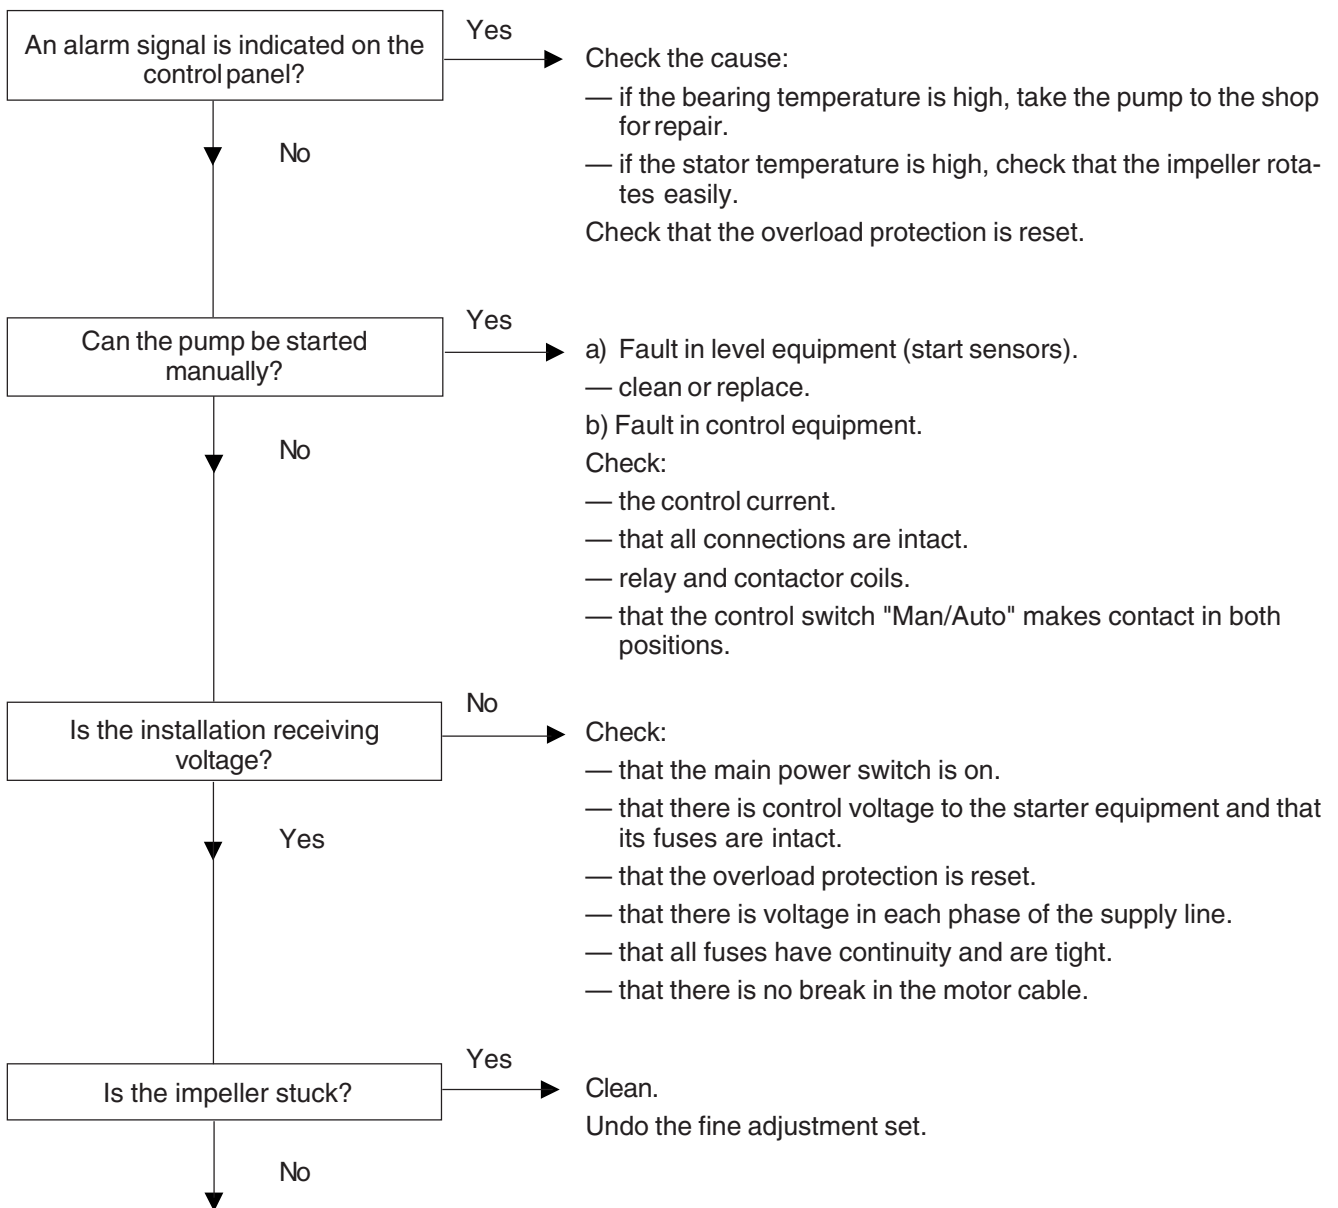 An alarm signal is indicated on the
control panel?
Yes
Check the cause:
— if the bearing temperature is high, take the pump to the shop
for repair.
— if the stator temperature is high, check that the impeller rota-
tes easily.
Check that the overload protection is reset.
No
Can the pump be started
manually?
Yes
a) Fault in level equipment (start sensors).
— clean or replace.
b) Fault in control equipment.
Check:
— the control current.
— that all connections are intact.
— relay and contactor coils.
— that the control switch "Man/Auto" makes contact in both
positions.
No
Is the installation receiving
voltage?
No
Check:
— that the main power switch is on.
— that there is control voltage to the starter equipment and that
its fuses are intact.
— that the overload protection is reset.
— that there is voltage in each phase of the supply line.
— that all fuses have continuity and are tight.
— that there is no break in the motor cable.
Yes
Is the impeller stuck?
Yes
Clean.
Undo the fine adjustment set.
No